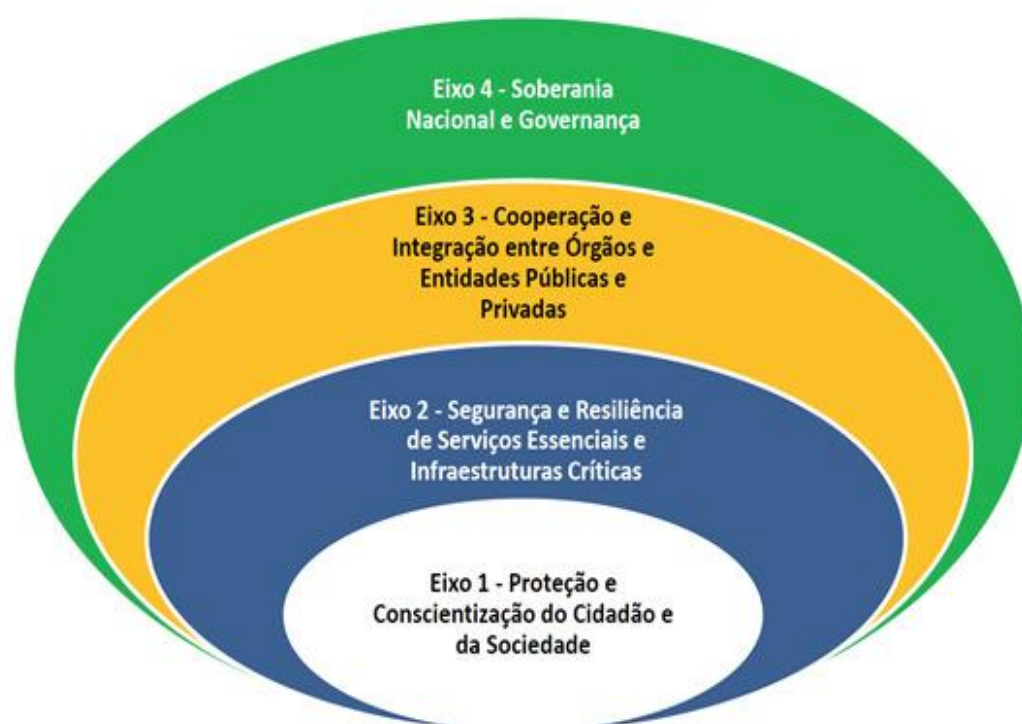 Eixo 4 - Soberania
Nacional e Governança
Eixo 3 - Cooperação e
Integração entre Órgãos e
Entidades Públicas e
Privadas
Eixo 2 - Segurança e Resiliência
de Serviços Essenciais e
Infraestruturas Críticas
Eixo 1 - Proteção e
Conscientização do Cidadão e
da Sociedade